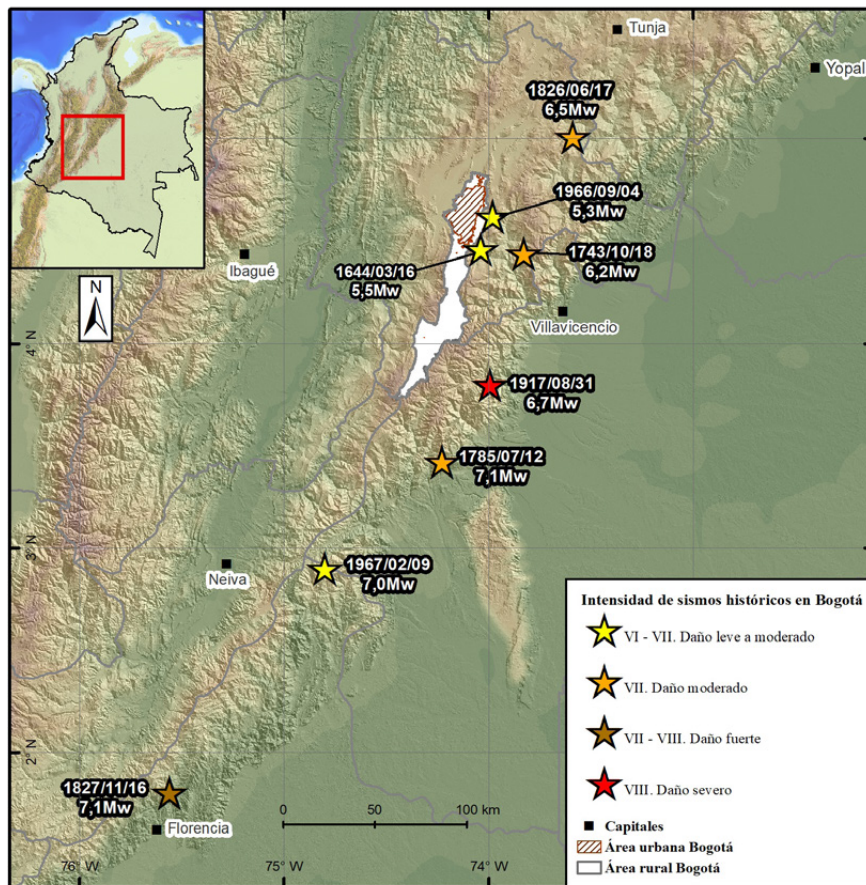 Tunja
Yopal
1826/06/17
6,5Mw
1966/09/04
5,3Mw
1743/10/18
6,2Mw
1644/03/16
5,5Mw
Ibagué
N
Villavicencio
4° N
1917/08/31
6,7Mw
1785/07/12
7,1Mw
3° N
1967/02/09
7,0Mw
Neiva
Intensidad de sismos históricos en Bogotá
VI - VII. Daño leve a moderado
VII. Daño moderado
VII - VIII. Daño fuerte
VIII. Daño severo
Capitales
Área urbana Bogotá
Área rural Bogotá
2° N
1827/11/16
7,1Mw
Florencia
0 50 100 km
76° W 75° W 74° W